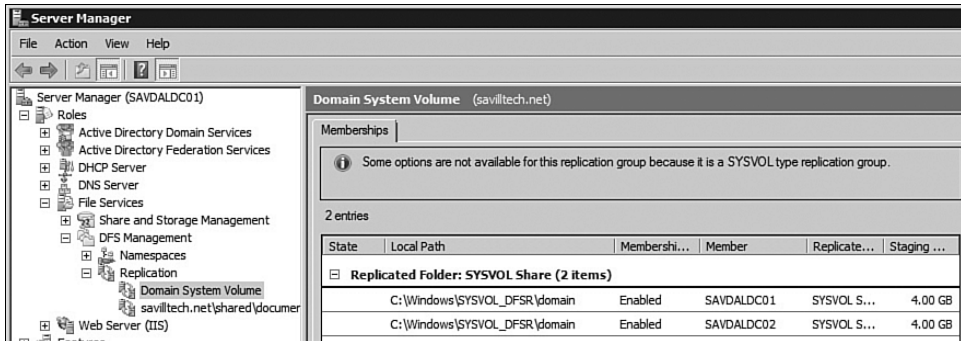 Server Manager
File Action View Help
Server Manager (SAVDALDC01)
Roles
Active Directory Domain Services
Active Directory Federation Services
DHCP Server
DNS Server
File Services
Share and Storage Management
DFS Management
Namespaces
Replication
Domain System Volume
savilltech.net\shared\documer
Web Server (IIS)
Features
Domain System Volume (savilltech.net)
Memberships
Some options are not available for this replication group because it is a SYSVOL type replication group.
2 entries
State Local Path Membershi... Member Replicate... Staging ...
Replicated Folder: SYSVOL Share (2 items)
C:\Windows\SYSVOL_DFSR\domain Enabled SAVDALDC01 SYSVOL S... 4.00 GB
C:\Windows\SYSVOL_DFSR\domain Enabled SAVDALDC02 SYSVOL S... 4.00 GB